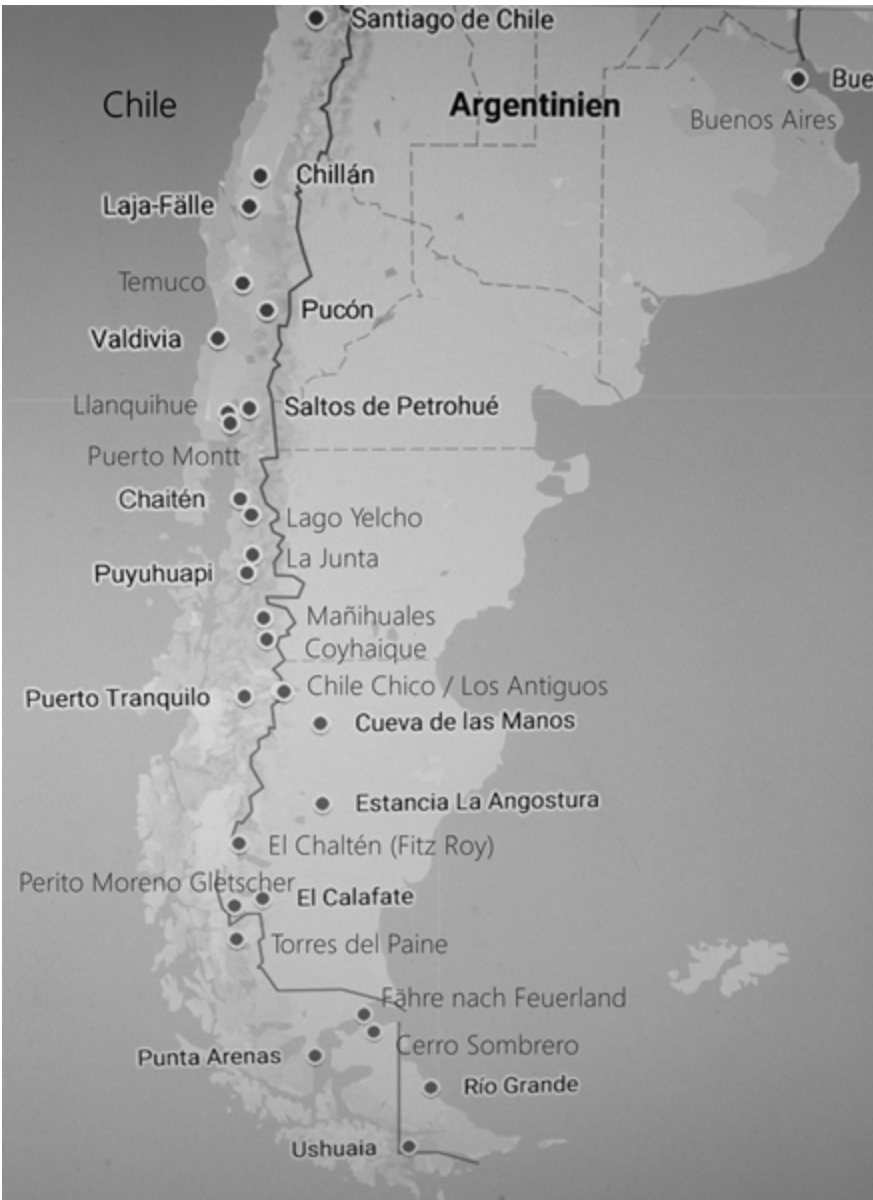 Santiago de Chile
Chile
Argentinien
Bue
Buenos Aires
Chillán
Laja-Fälle
Temuco
Pucón
Valdivia
Llanquihue
Saltos de Petrohué
Puerto Montt
Chaitén
Lago Yelcho
La Junta
Puyuhuapi
Mañihuales
Coyhaique
Chile Chico / Los Antiguos
Puerto Tranquilo
Cueva de las Manos
Estancia La Angostura
El Chaltén (Fitz Roy)
Perito Moreno Gletscher
El Calafate
Torres del Paine
Fähre nach Feuerland
Cerro Sombrero
Punta Arenas
Río Grande
Ushuaia